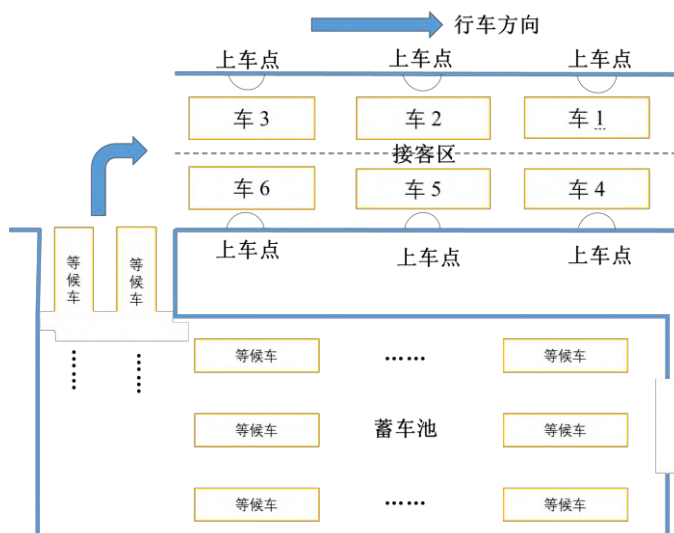 行车方向
上车点 上车点 上车点
车 3 车 2 车 1
接客区
车 6 车 5 车 4
上车点 上车点 上车点
等候车 等候车
等候车 …… 等候车
…… ……
等候车 蓄车池 等候车
等候车 …… 等候车